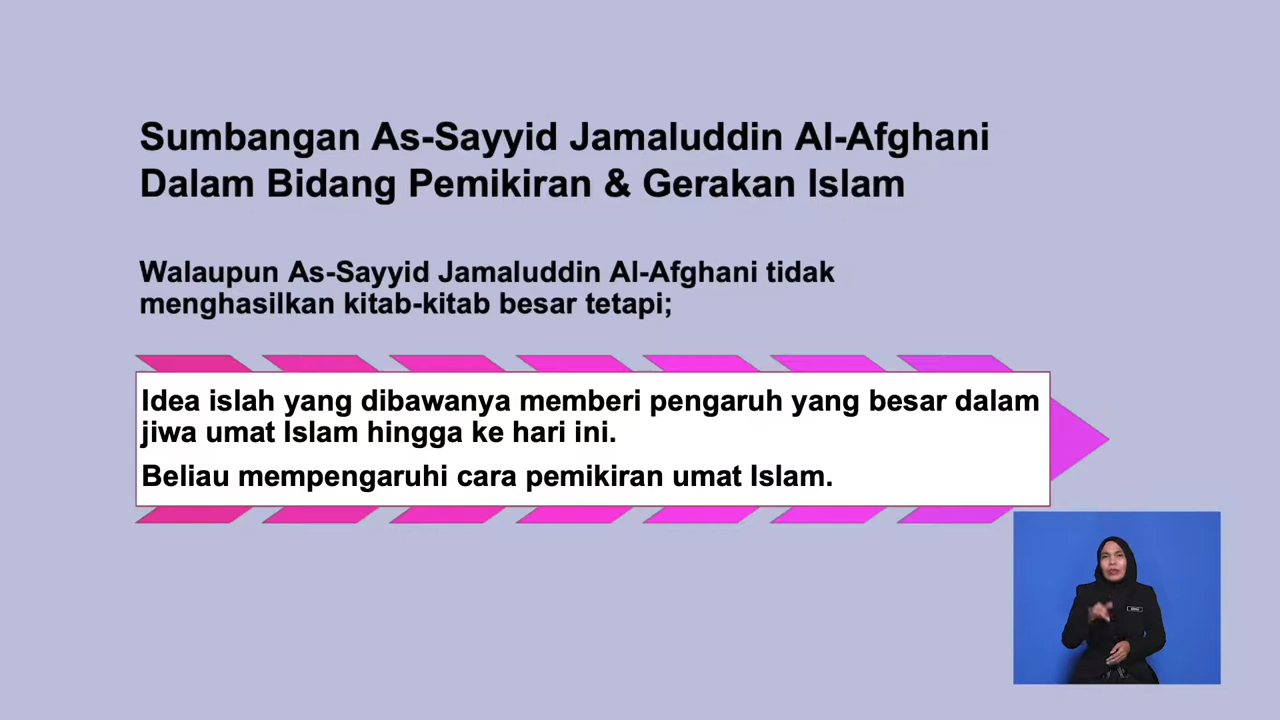 Sumbangan As-Sayyid Jamaluddin Al-Afghani
Dalam Bidang Pemikiran & Gerakan Islam
Walaupun As-Sayyid Jamaluddin Al-Afghani tidak
menghasilkan kitab-kitab besar tetapi;
Idea islah yang dibawanya memberi pengaruh yang besar dalam
jiwa umat Islam hingga ke hari ini.
Beliau mempengaruhi cara pemikiran umat Islam.